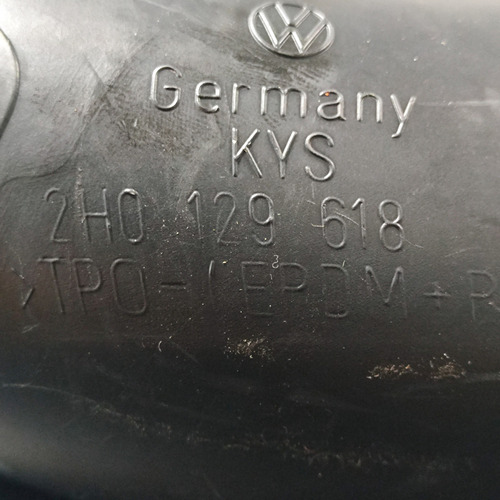 Germany
KYS
2H0 129 618
>TPO-(EPDM+P